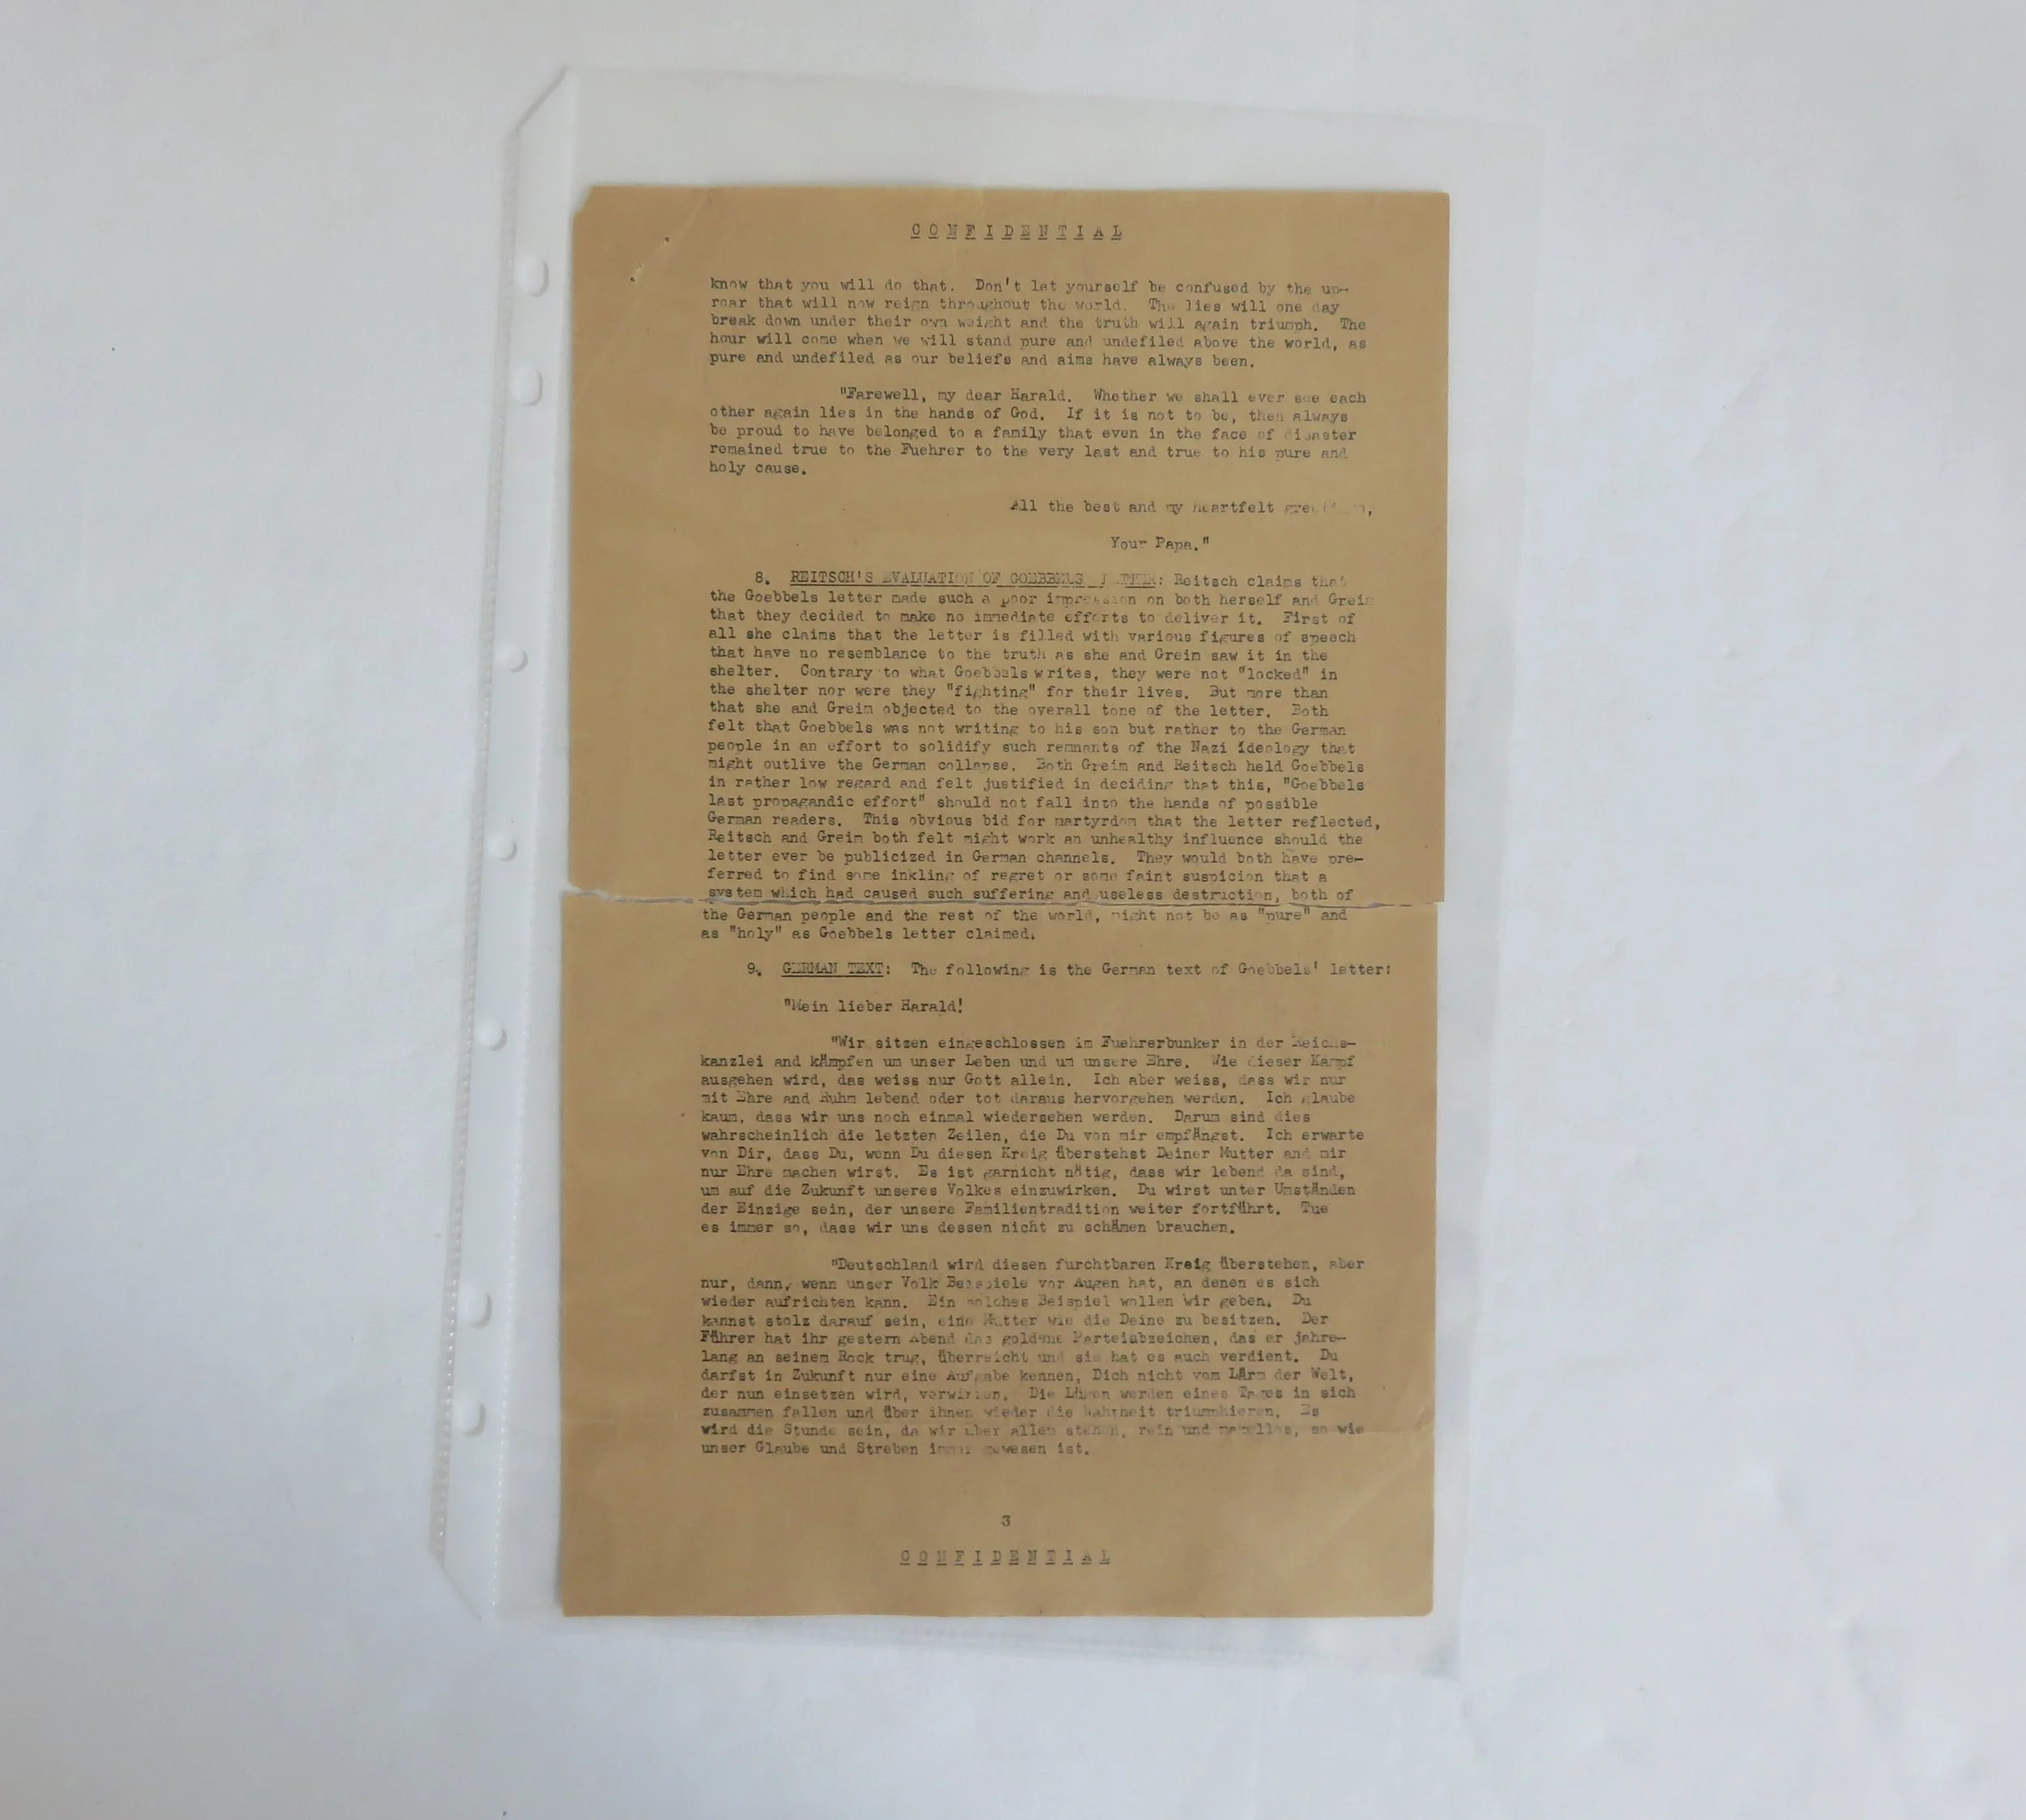 CONFIDENTIAL
know that you will do that. Don't let yourself be confused by the up-
roar that will now reign throughout the world. The lies will one day
break down under their own weight and the truth will again triumph. The
hour will come when we will stand pure and undefiled above the world, as
pure and undefiled as our beliefs and aims have always been.
"Farewell, my dear Harald. Whether we shall ever see each
other again lies in the hands of God. If it is not to be, then always
be proud to have belonged to a family that even in the face of disaster
remained true to the Fuehrer to the very last and true to his pure and
holy cause.
All the best and my heartfelt
Your Papa."
8. REITSCH'S EVALUATION OF GOEBBELS LETTER: Reitsch claims that
the Goebbels letter made such a poor impression on both herself and Greim
that they decided to make no immediate efforts to deliver it. First of
all she claims that the letter is filled with various figures of speech
that have no resemblance to the truth as she and Greim saw it in the
shelter. Contrary to what Goebbels writes, they were not "locked" in
the shelter nor were they "fighting" for their lives. But more than
that she and Greim objected to the overall tone of the letter. Both
felt that Goebbels was not writing to his son but rather to the German
people in an effort to solidify such remnants of the Nazi ideology that
might outlive the German collapse. Both Greim and Reitsch held Goebbels
in rather low regard and felt justified in deciding that this, "Goebbels
last propagandic effort" should not fall into the hands of possible
German readers. This obvious bid for martyrdom that the letter reflected,
Reitsch and Greim both felt might work an unhealthy influence should the
letter ever be publicized in German channels. They would both have pre-
ferred to find some inkling of regret or some faint suspicion that a
system which had caused such suffering and useless destruction, both of
the German people and the rest of the world, might not be as "pure" and
as "holy" as Goebbels letter claimed.
9. GERMAN TEXT: The following is the German text of Goebbels' letter:
"Mein lieber Harald!
"Wir sitzen eingeschlossen im Fuehrerbunker in der Reichs-
kanzlei and kämpfen um unser Leben und um unsere Ehre. Wie dieser Kampf
ausgehen wird, das weiss nur Gott allein. Ich aber weiss, dass wir nur
mit Ehre and Ruhm lebend oder tot daraus hervorgehen werden. Ich glaube
kaum, dass wir uns noch einmal wiedersehen werden. Darum sind dies
wahrscheinlich die letzten Zeilen, die Du von mir empfängst. Ich erwarte
von Dir, dass Du, wenn Du diesen Kreig überstehst Deiner Mutter and mir
nur Ehre machen wirst. Es ist garnicht nötig, dass wir lebend da sind,
um auf die Zukunft unseres Volkes einzuwirken. Du wirst unter Umständen
der Einzige sein, der unsere Familientradition weiter fortführt. Tue
es immer so, dass wir uns dessen nicht zu schämen brauchen.
"Deutschland wird diesen furchtbaren Kreig überstehen, aber
nur, dann, wenn unser Volk Beispiele vor Augen hat, an denen es sich
wieder aufrichten kann. Ein solches Beispiel wollen wir geben. Du
kannst stolz darauf sein, eine Mutter wie die Deine zu besitzen. Der
Führer hat ihr gestern Abend das goldene Parteiabzeichen, das er jahre-
lang an seinem Rock trug, überreicht und sie hat es auch verdient. Du
darfst in Zukunft nur eine Aufgabe kennen, Dich nicht vom Lärm der Welt,
der nun einsetzen wird, verwirren. Die Lügen werden eines Tages in sich
zusammen fallen und über ihnen wieder die triumphieren. Es
wird die Stunde sein, da wir über allem stehen, rein und makellos, so wie
unser Glaube und Streben immer gewesen ist.
3
CONFIDENTIAL